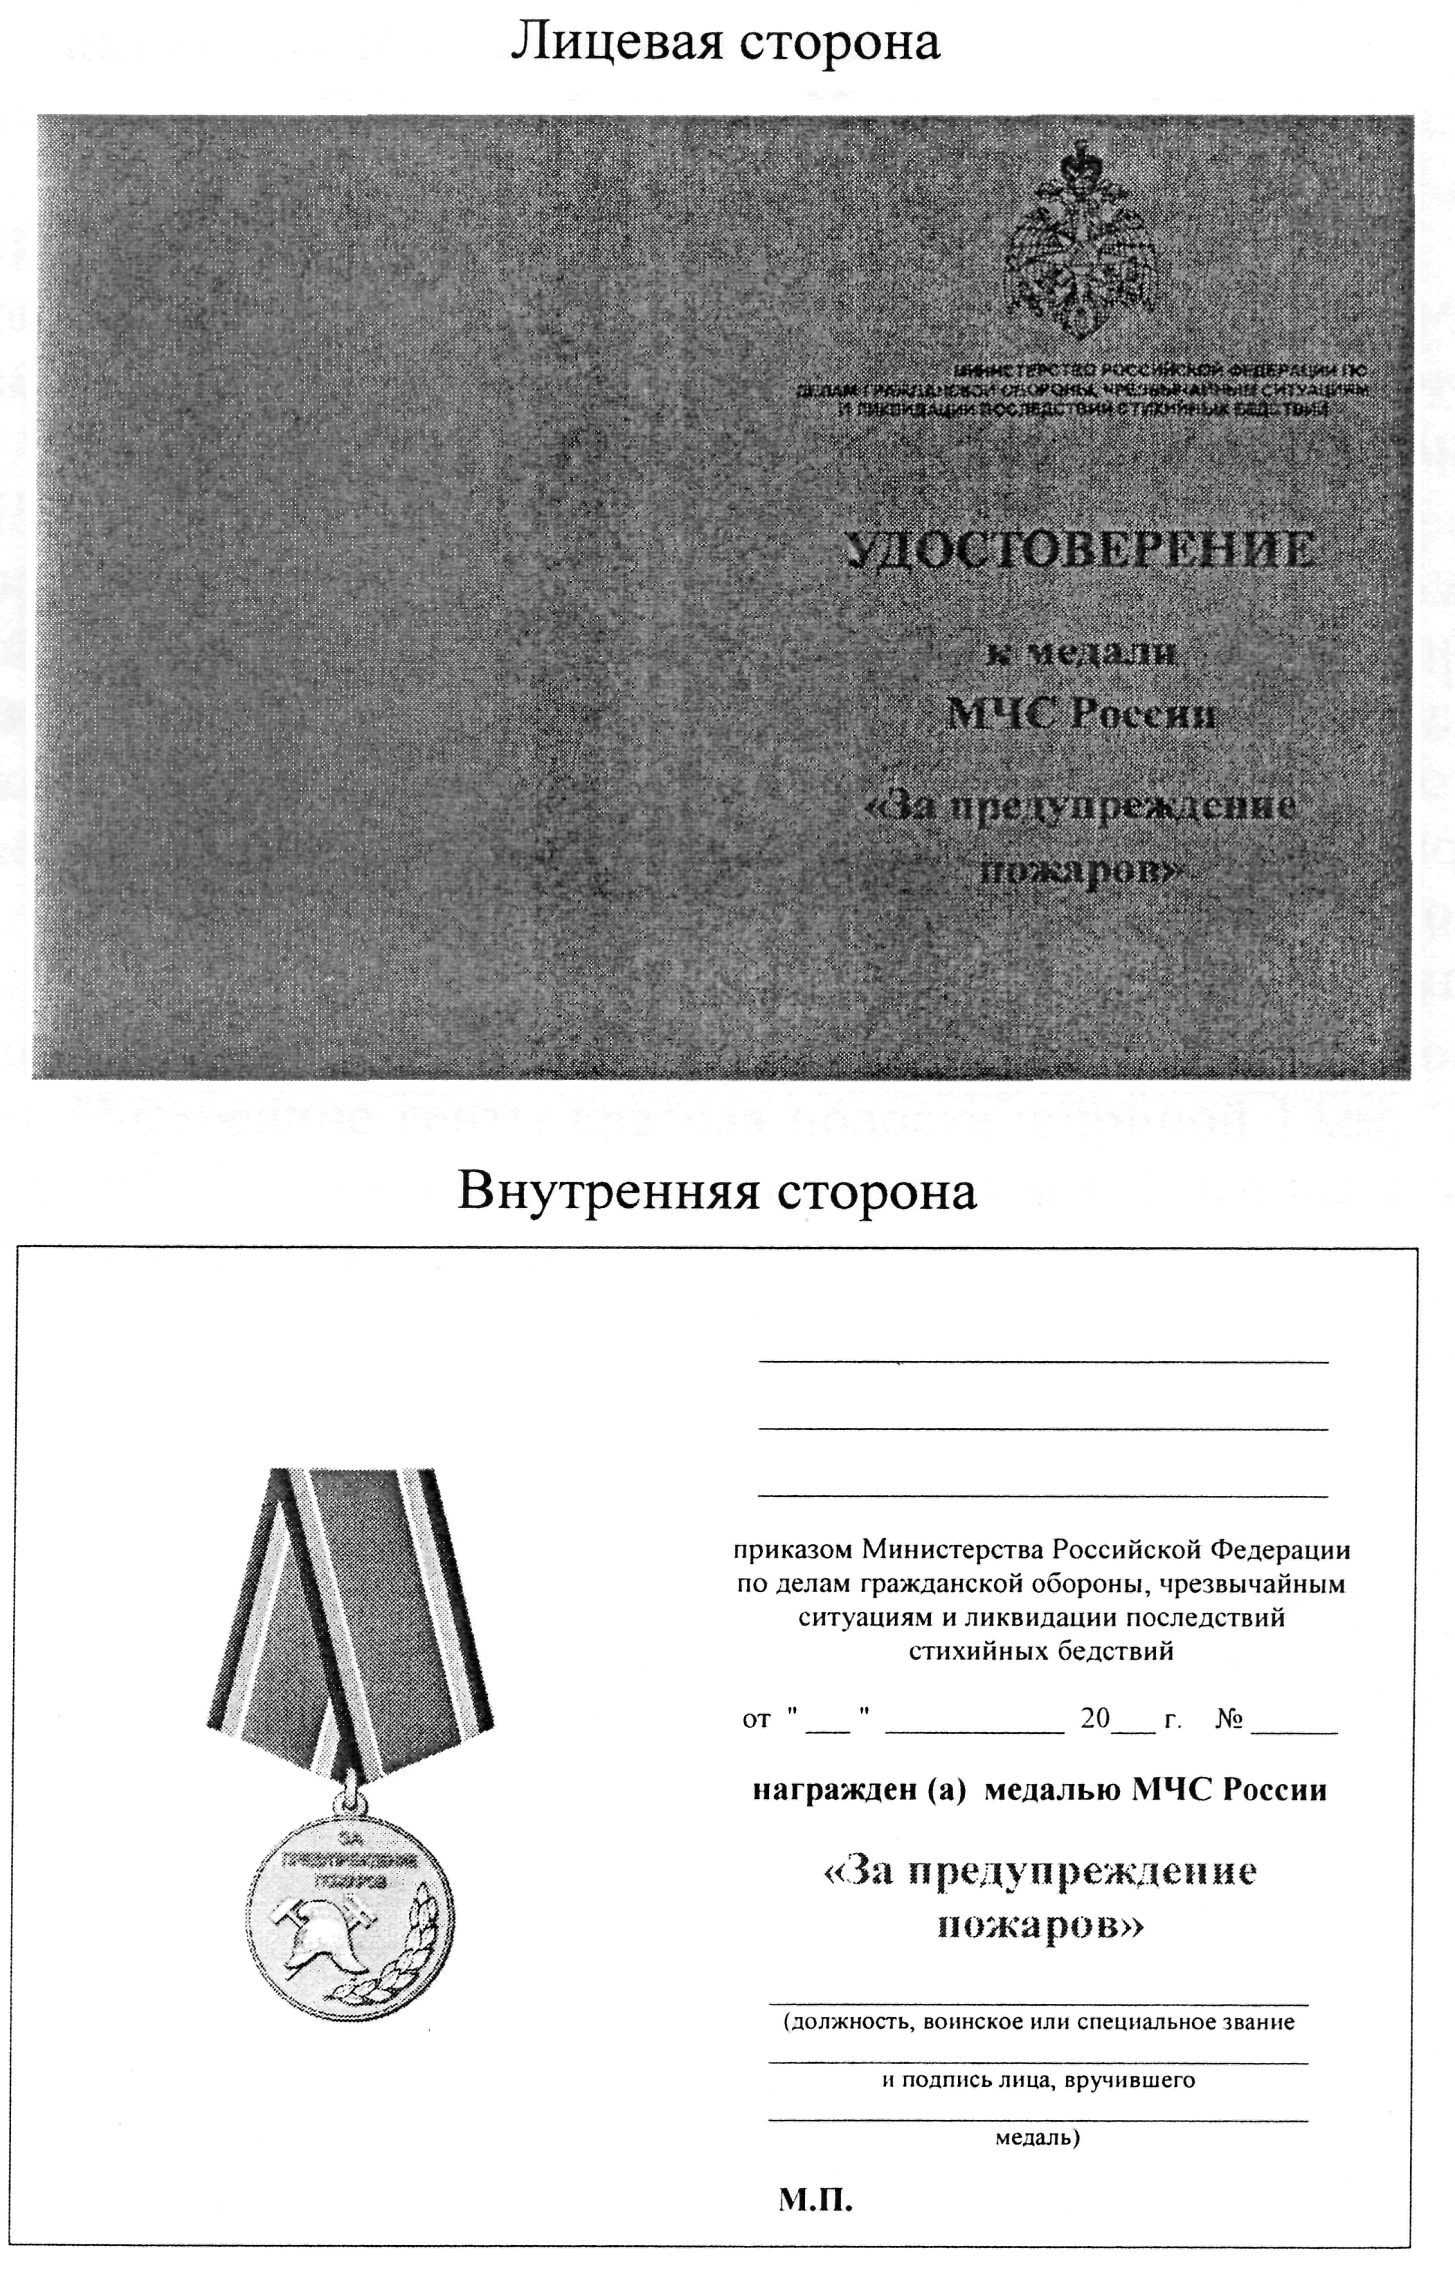 Лицевая сторона
МИНИСТЕРСТВО РОССИЙСКОЙ ФЕДЕРАЦИИ ПО
ДЕЛАМ ГРАЖДАНСКОЙ ОБОРОНЫ, ЧРЕЗВЫЧАЙНЫМ СИТУАЦИЯМ
И ЛИКВИДАЦИИ ПОСЛЕДСТВИЙ СТИХИЙНЫХ БЕДСТВИЙ
УДОСТОВЕРЕНИЕ
к медали
МЧС России
«За предупреждение
пожаров»
Внутренняя сторона
ЗА
ПРЕДУПРЕЖДЕНИЕ
ПОЖАРОВ
приказом Министерства Российской Федерации
по делам гражданской обороны, чрезвычайным
ситуациям и ликвидации последствий
стихийных бедствий
от "___" ____________ 20___ г. № ______
награжден (а) медалью МЧС России
«За предупреждение
пожаров»
(должность, воинское или специальное звание
и подпись лица, вручившего
медаль)
М.П.